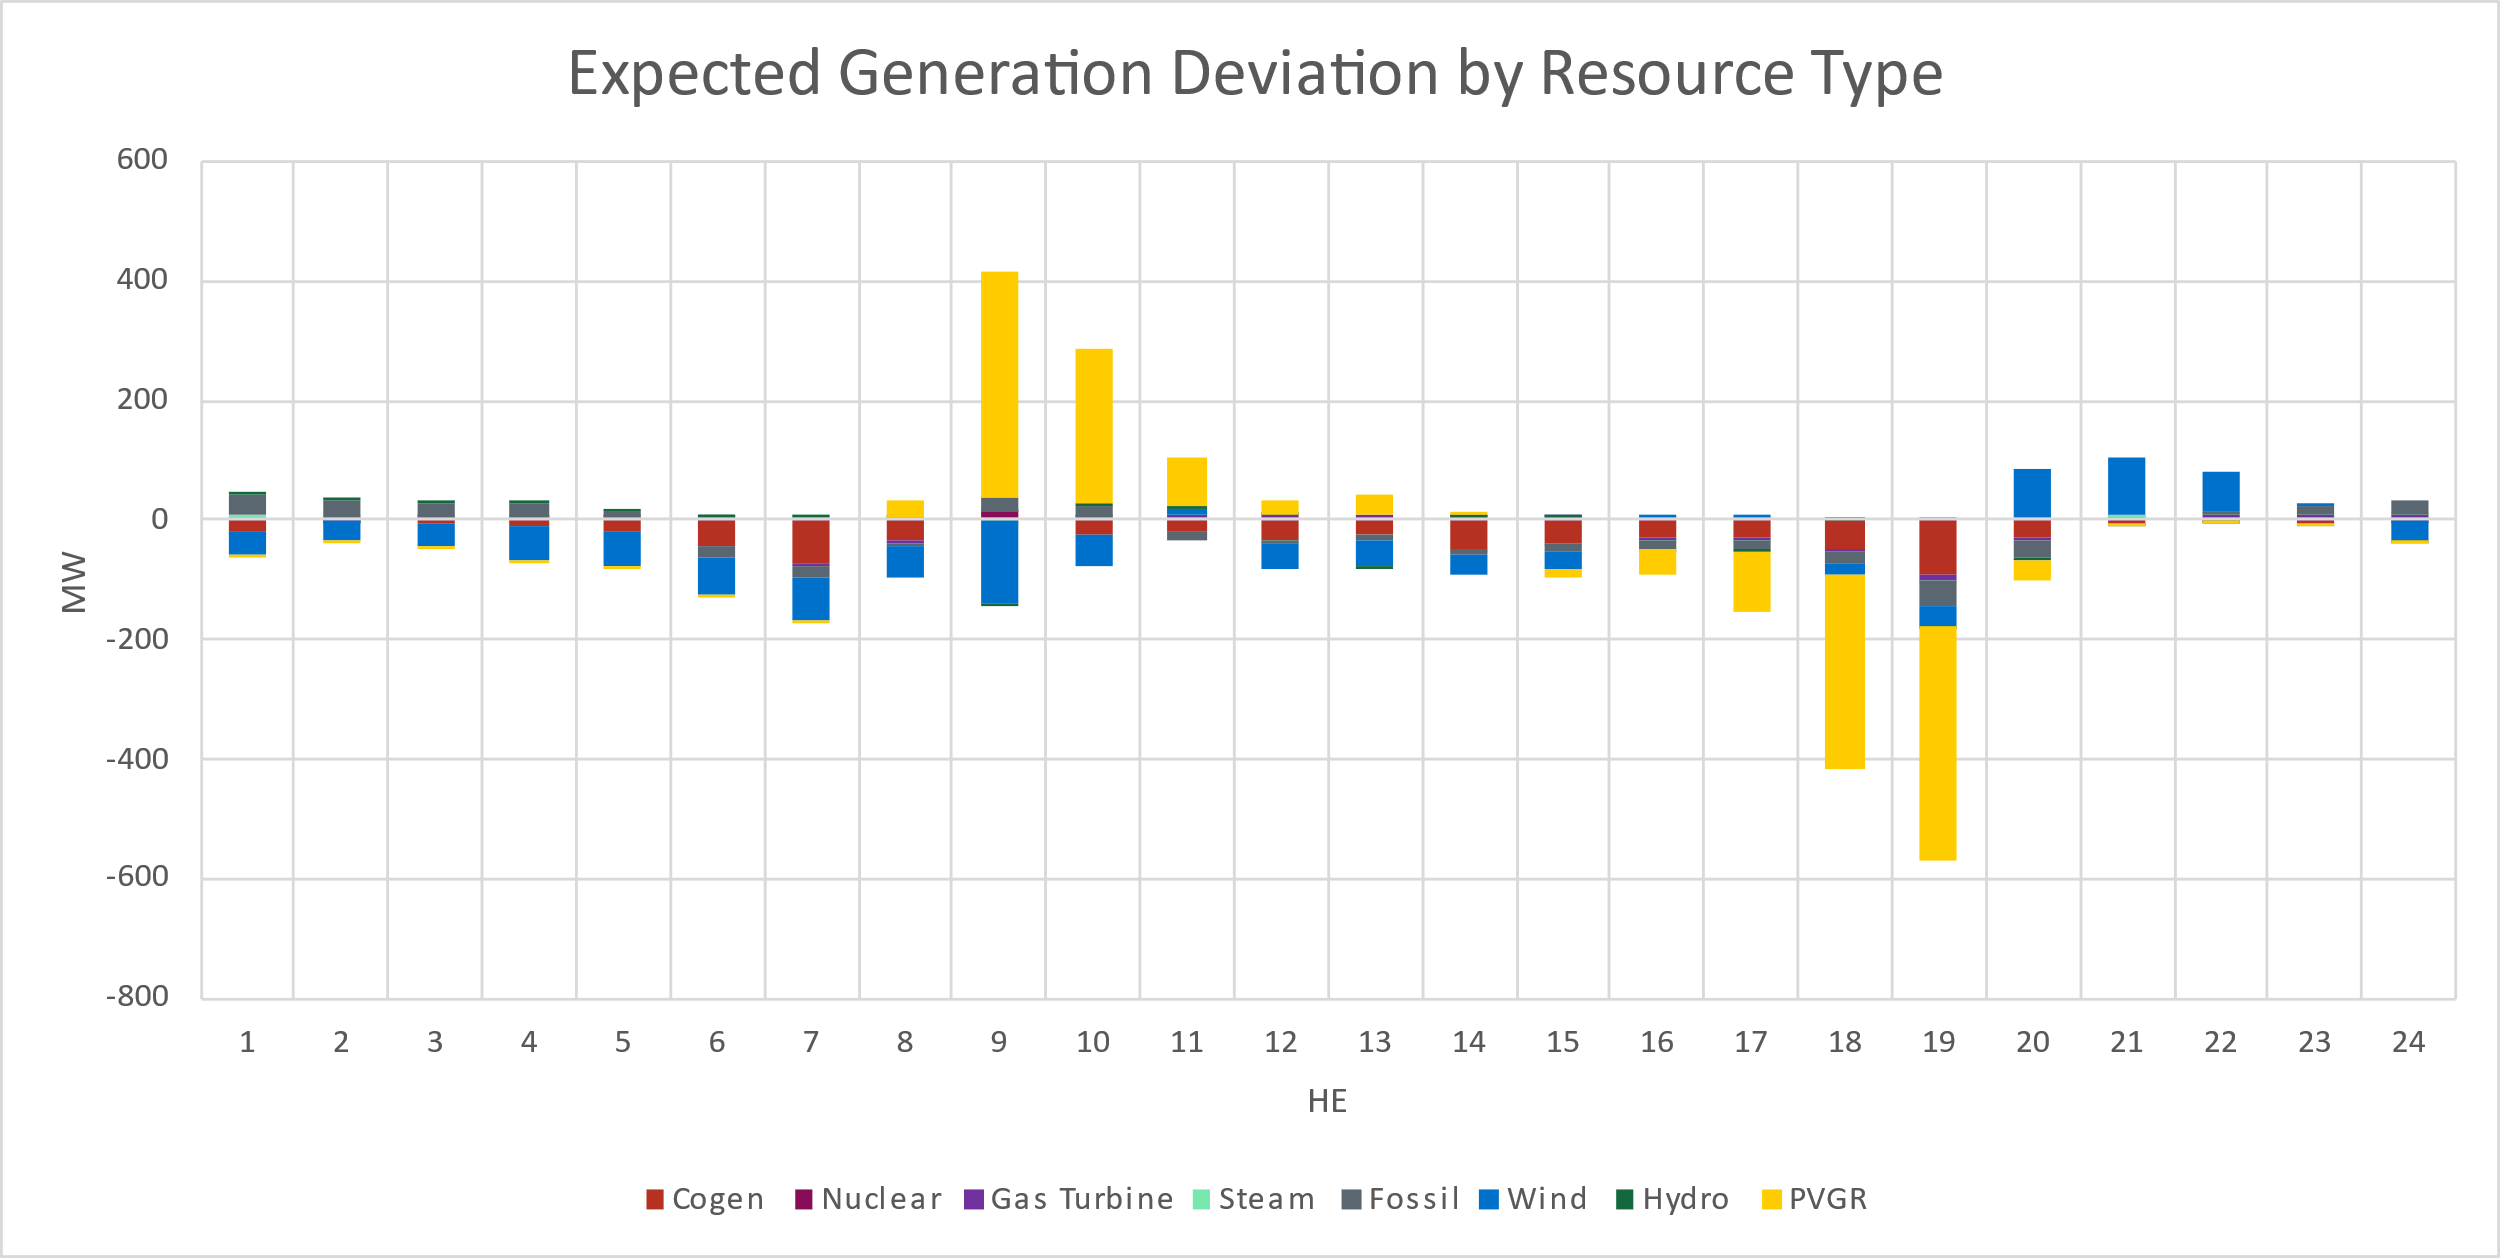 Expected Generation Deviation by Resource Type
600
400
200
0
-200
-400
-600
-800
MW
1 2 3 4 5 6 7 8 9 10 11 12 13 14 15 16 17 18 19 20 21 22 23 24
HE
Cogen Nuclear Gas Turbine Steam Fossil Wind Hydro PVGR